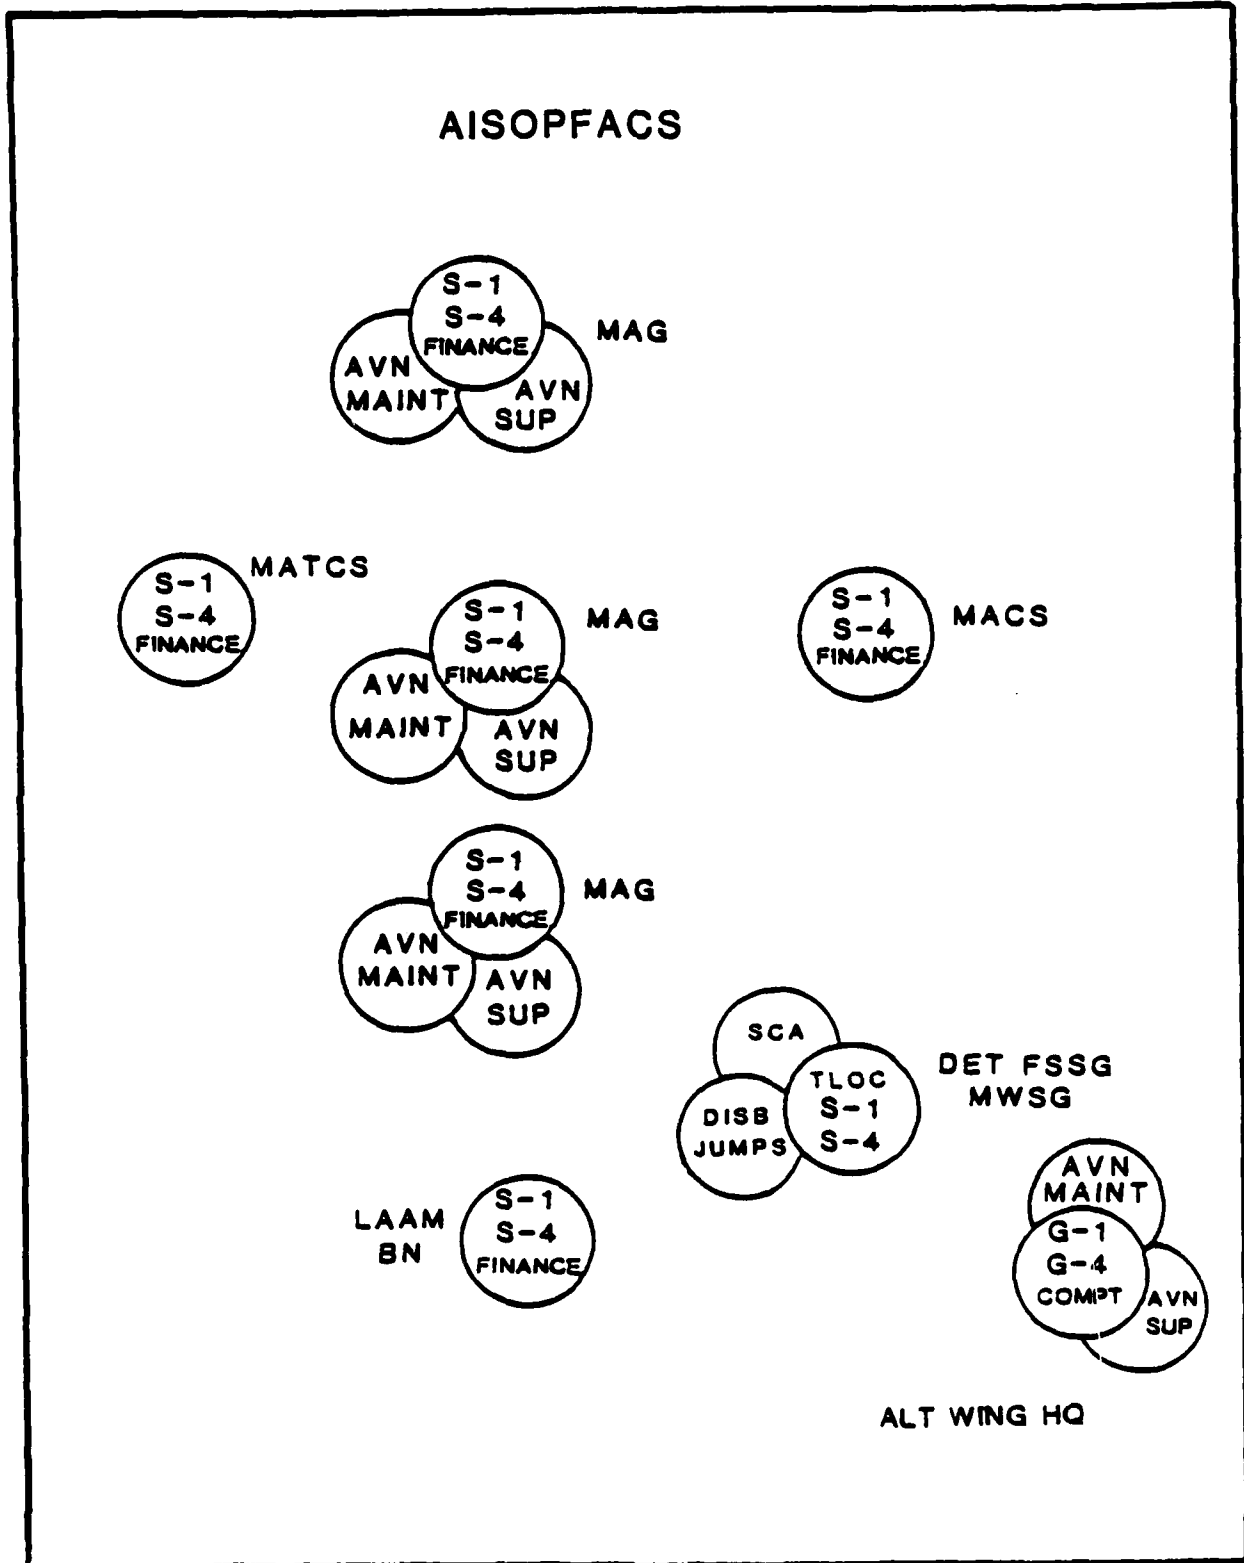 AISOPFACS
S-1
S-4
FINANCE
MAG
AVN
MAINT
AVN
SUP
MATCS
S-1
S-4
FINANCE
S-1
S-4
FINANCE
MAG
AVN
MAINT
AVN
SUP
S-1
S-4
FINANCE
MACS
S-1
S-4
FINANCE
MAG
AVN
MAINT
AVN
SUP
SCA
TLOC
S-1
S-4
DISB
JUMPS
DET FSSG
MWSG
LAAM
BN
S-1
S-4
FINANCE
AVN
MAINT
G-1
G-4
COMPT
AVN
SUP
ALT WING HQ